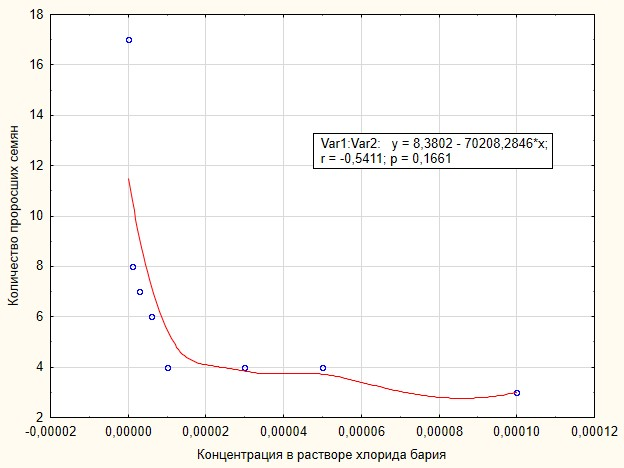 18
16
14
12
10
8
6
4
2
Количество проросших семян
Var1:Var2: y = 8,3802 - 70208,2846*x;
r = -0,5411; p = 0,1661
-0,00002 0,00000 0,00002 0,00004 0,00006 0,00008 0,00010 0,00012
Концентрация в растворе хлорида бария